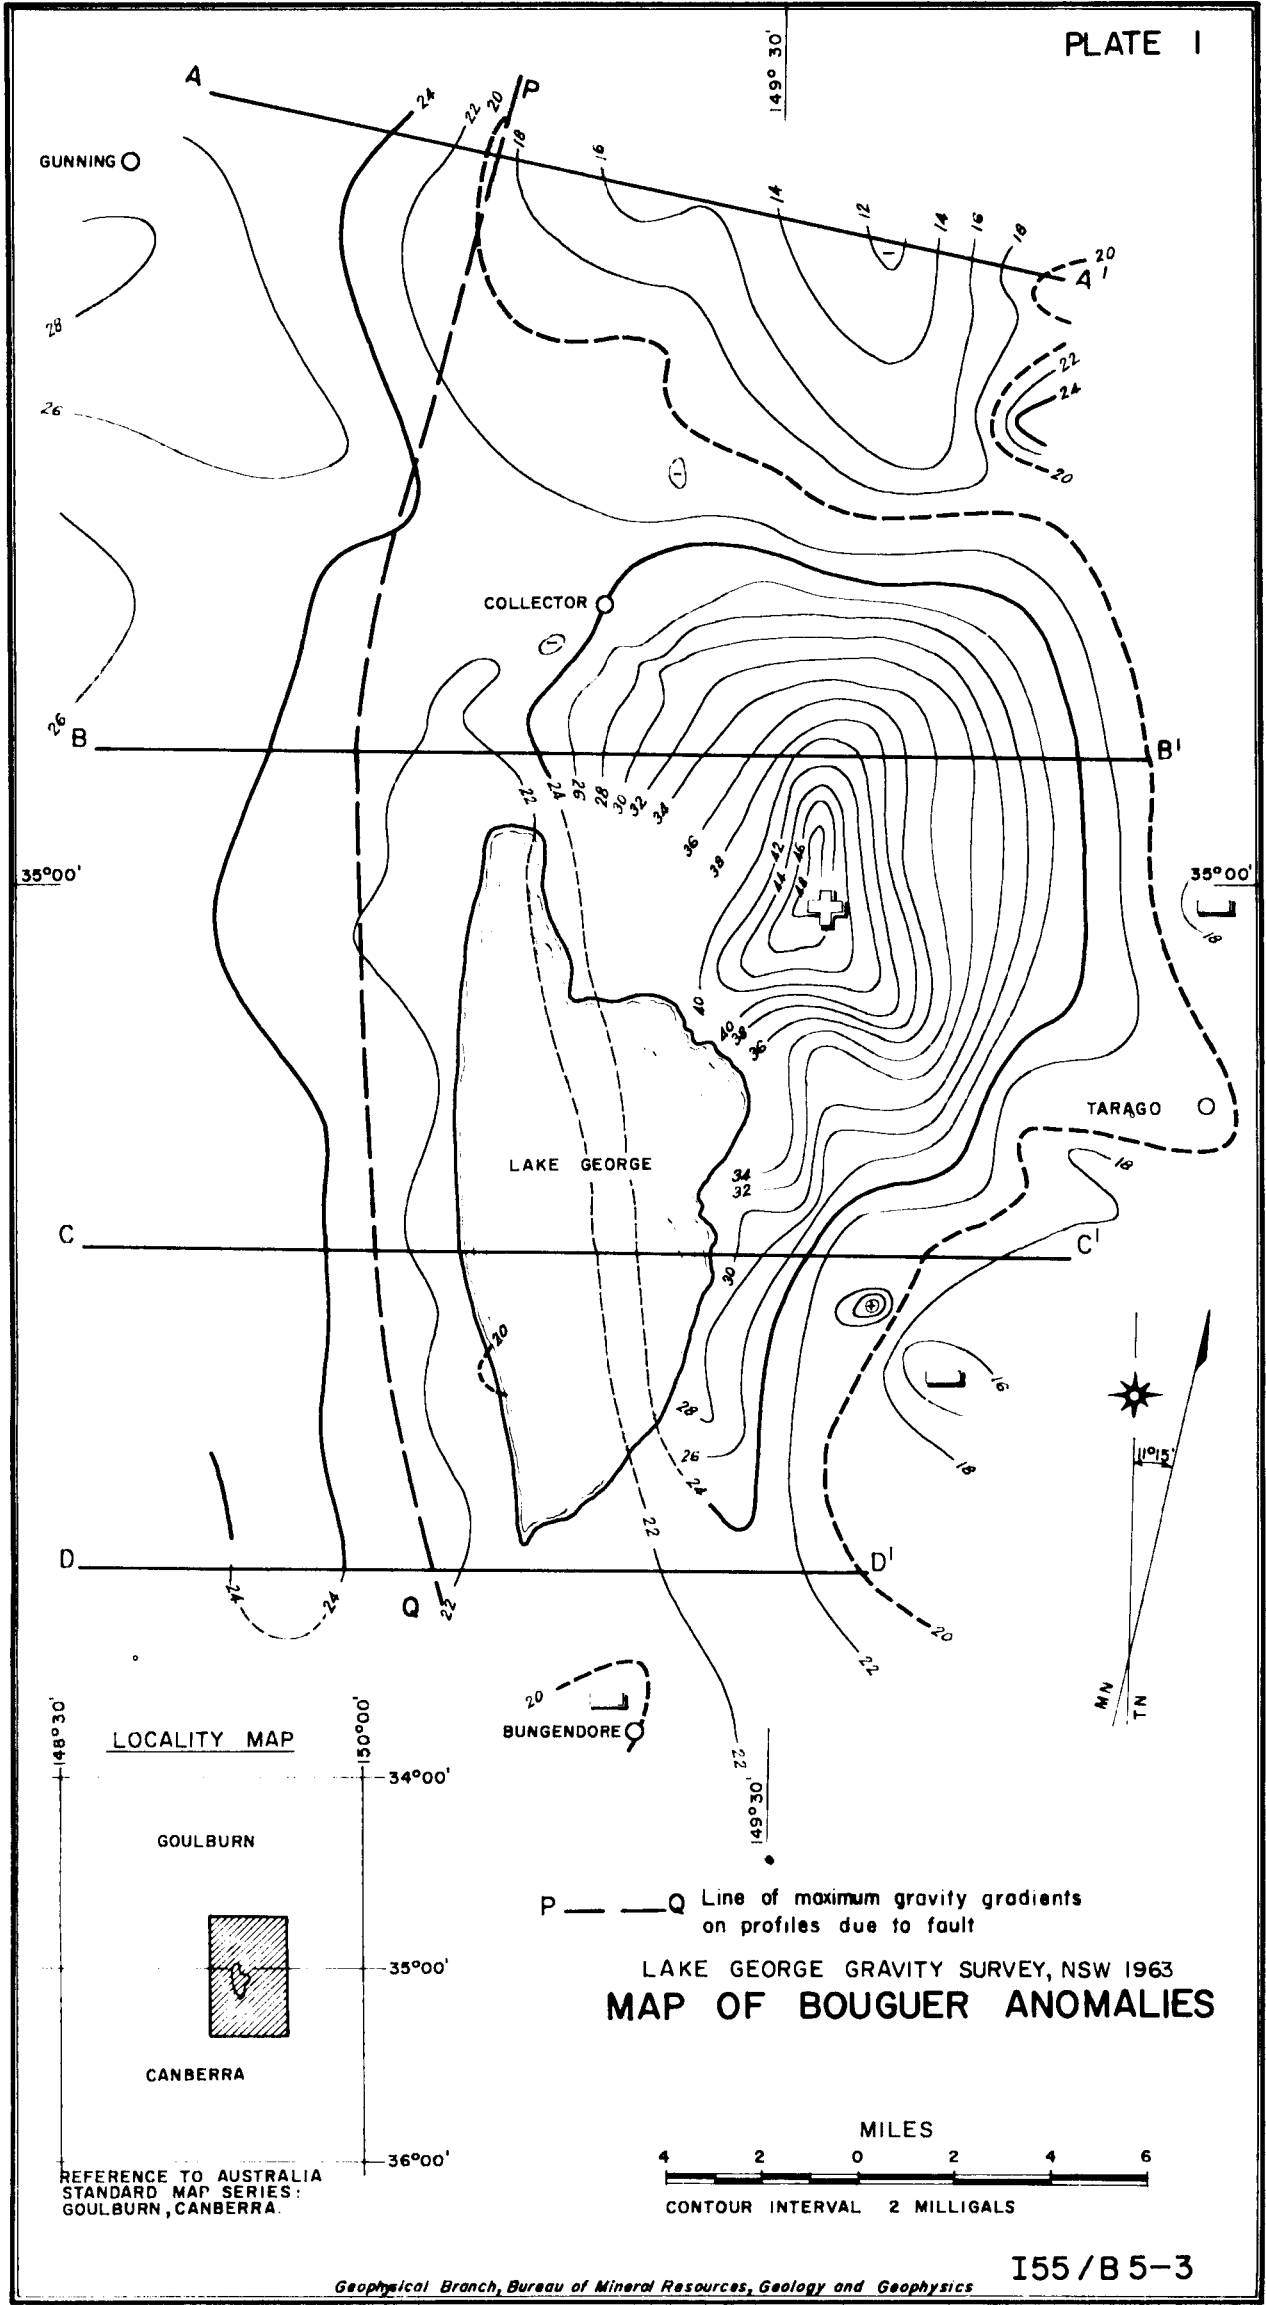 PLATE 1
149° 30'
A
P
24
22
20
18
16
14
12
14
16
18
20
A'
GUNNING
28
26
22
24
20
COLLECTOR
26
B
B'
22
24
26
28
30
32
34
36
38
42
46
44
48
35°00'
35°00'
18
40
40
38
36
TARAGO
18
LAKE GEORGE
34
32
C
C'
30
20
16
28
26
18
24
11°15'
22
D
D'
24
24
Q
22
20
22
MN
TN
20
BUNGENDORE
22
149°30'
LOCALITY MAP
148°30'
150°00'
34°00'
GOULBURN
35°00'
CANBERRA
36°00'
REFERENCE TO AUSTRALIA
STANDARD MAP SERIES:
GOULBURN, CANBERRA.
P — — Q Line of maximum gravity gradients
on profiles due to fault
LAKE GEORGE GRAVITY SURVEY, NSW 1963
MAP OF BOUGUER ANOMALIES
MILES
4 2 0 2 4 6
CONTOUR INTERVAL 2 MILLIGALS
I55/B5-3
Geophysical Branch, Bureau of Mineral Resources, Geology and Geophysics